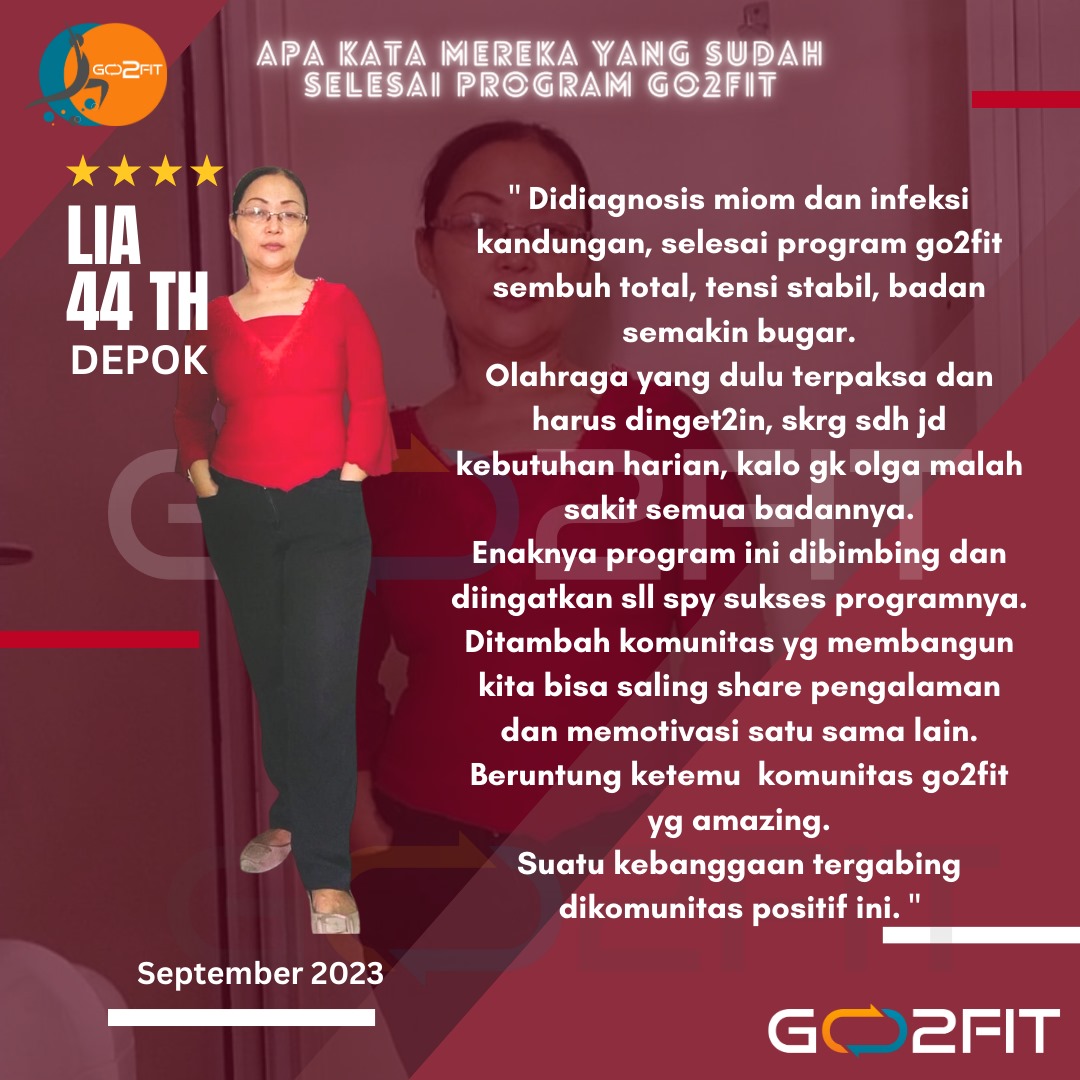 GO2FIT
APA KATA MEREKA YANG SUDAH
SELESAI PROGRAM GO2FIT
LIA
44 TH
DEPOK
" Didiagnosis miom dan infeksi
kandungan, selesai program go2fit
sembuh total, tensi stabil, badan
semakin bugar.
Olahraga yang dulu terpaksa dan
harus dinget2in, skrg sdh jd
kebutuhan harian, kalo gk olga malah
sakit semua badannya.
Enaknya program ini dibimbing dan
diingatkan sll spy sukses programnya.
Ditambah komunitas yg membangun
kita bisa saling share pengalaman
dan memotivasi satu sama lain.
Beruntung ketemu  komunitas go2fit
yg amazing.
Suatu kebanggaan tergabing
dikomunitas positif ini. "
GO2FIT
GO2FIT
September 2023
GO2FIT